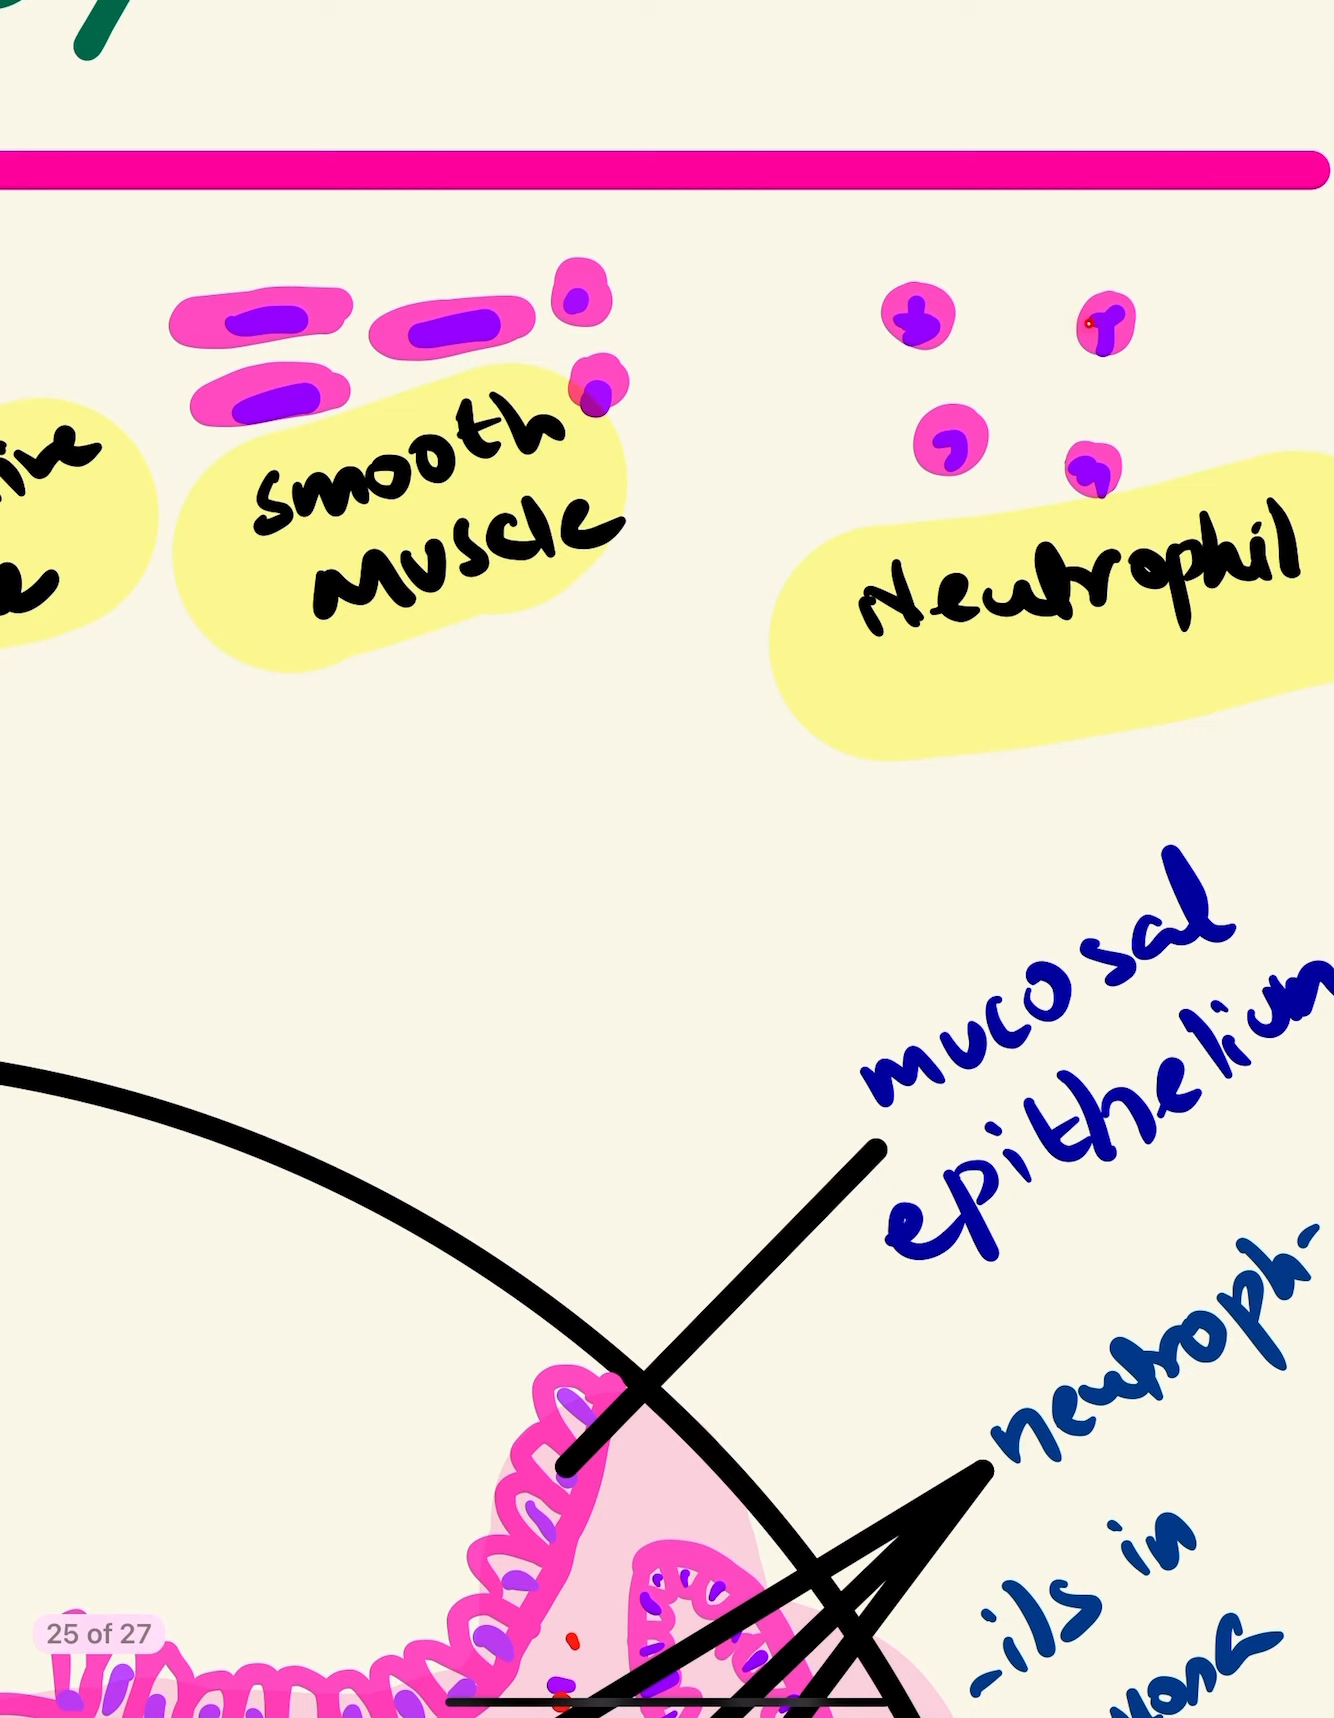 smooth
muscle
Neutrophil
mucosal
epithelium
neutroph-
-ils in
25 of 27